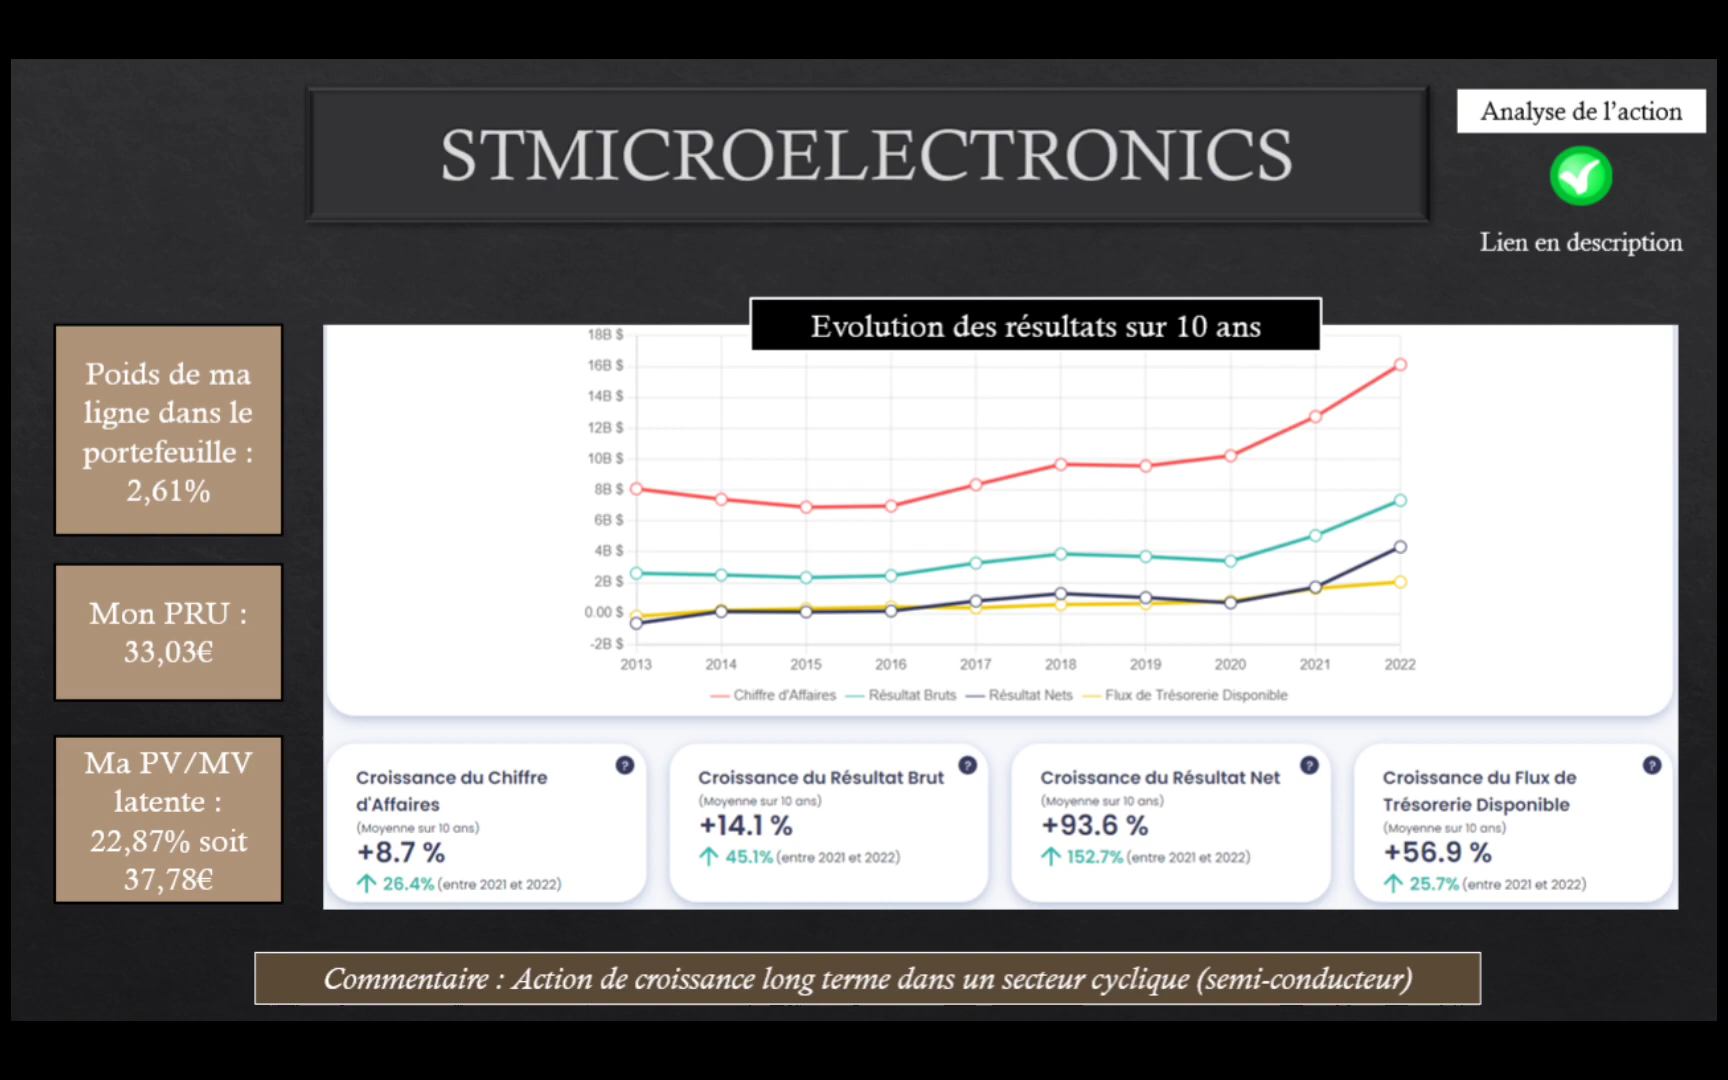 STMICROELECTRONICS
Analyse de l'action
Lien en description
Poids de ma
ligne dans le
portefeuille :
2,61%
Mon PRU :
33,03€
Ma PV/MV
latente :
22,87% soit
37,78€
Evolution des résultats sur 10 ans
18B $
16B $
14B $
12B $
10B $
8B $
6B $
4B $
2B $
0.00 $
-2B $
2013 2014 2015 2016 2017 2018 2019 2020 2021 2022
Chiffre d'Affaires Résultat Bruts Résultat Nets Flux de Trésorerie Disponible
Croissance du Chiffre
d'Affaires
(Moyenne sur 10 ans)
+8.7 %
26.4% (entre 2021 et 2022)
?
Croissance du Résultat Brut
(Moyenne sur 10 ans)
+14.1 %
45.1% (entre 2021 et 2022)
?
Croissance du Résultat Net
(Moyenne sur 10 ans)
+93.6 %
152.7% (entre 2021 et 2022)
?
Croissance du Flux de
Trésorerie Disponible
(Moyenne sur 10 ans)
+56.9 %
25.7% (entre 2021 et 2022)
?
Commentaire : Action de croissance long terme dans un secteur cyclique (semi-conducteur)